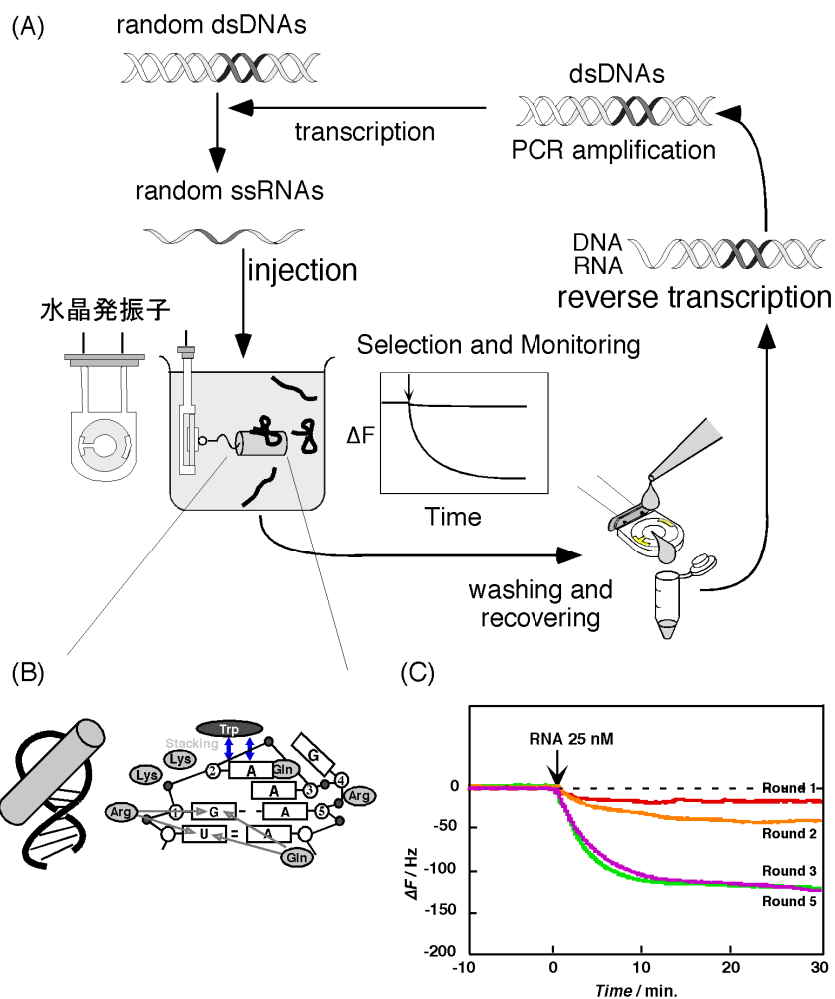 (A)
random dsDNAs
dsDNAs
transcription
PCR amplification
random ssRNAs
DNA
RNA
injection
reverse transcription
水晶発振子
Selection and Monitoring
ΔF
Time
washing and
recovering
(B)
Trp
Stacking
Lys
Lys
2
A
Gln
G
4
A
3
Arg
Arg
1
G
A
5
U
=
A
Gln
(C)
RNA 25 nM
0
-50
-100
-150
-200
ΔF / Hz
Round 1
Round 2
Round 3
Round 5
-10
0
10
20
30
Time / min.